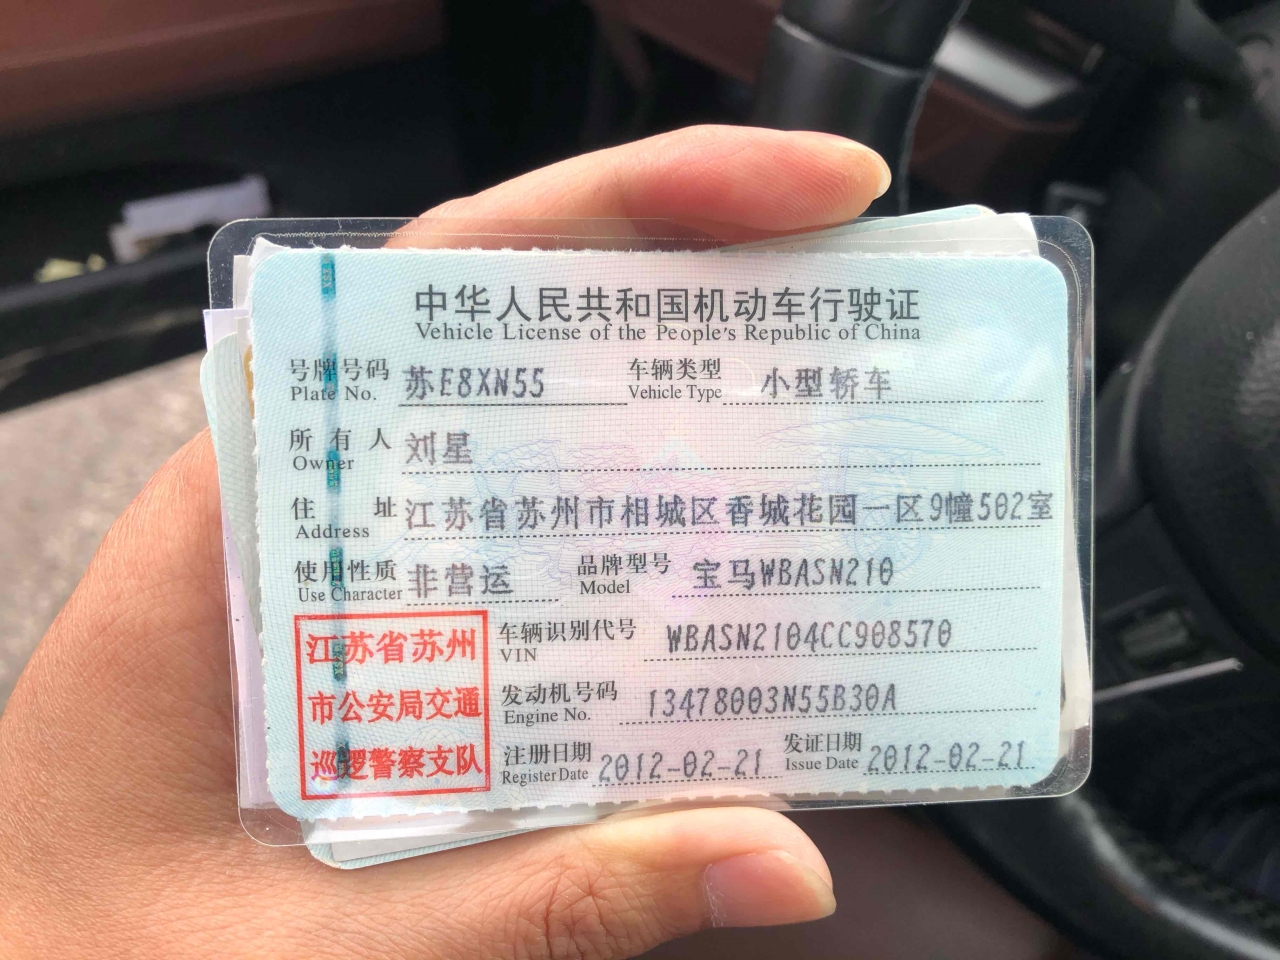 中华人民共和国机动车行驶证
Vehicle License of the People's Republic of China
号牌号码 苏E8XN55 车辆类型 小型轿车
Plate No. Vehicle Type
所有人 刘星
Owner
住址 江苏省苏州市相城区香城花园一区9幢502室
Address
使用性质 非营运 品牌型号 宝马WBASN210
Use Character Model
江苏省苏州
市公安局交通
巡逻警察支队
车辆识别代号 WBASN2104CC908570
VIN
发动机号码 13478003N55B30A
Engine No.
注册日期 2012-02-21 发证日期 2012-02-21
Register Date Issue Date